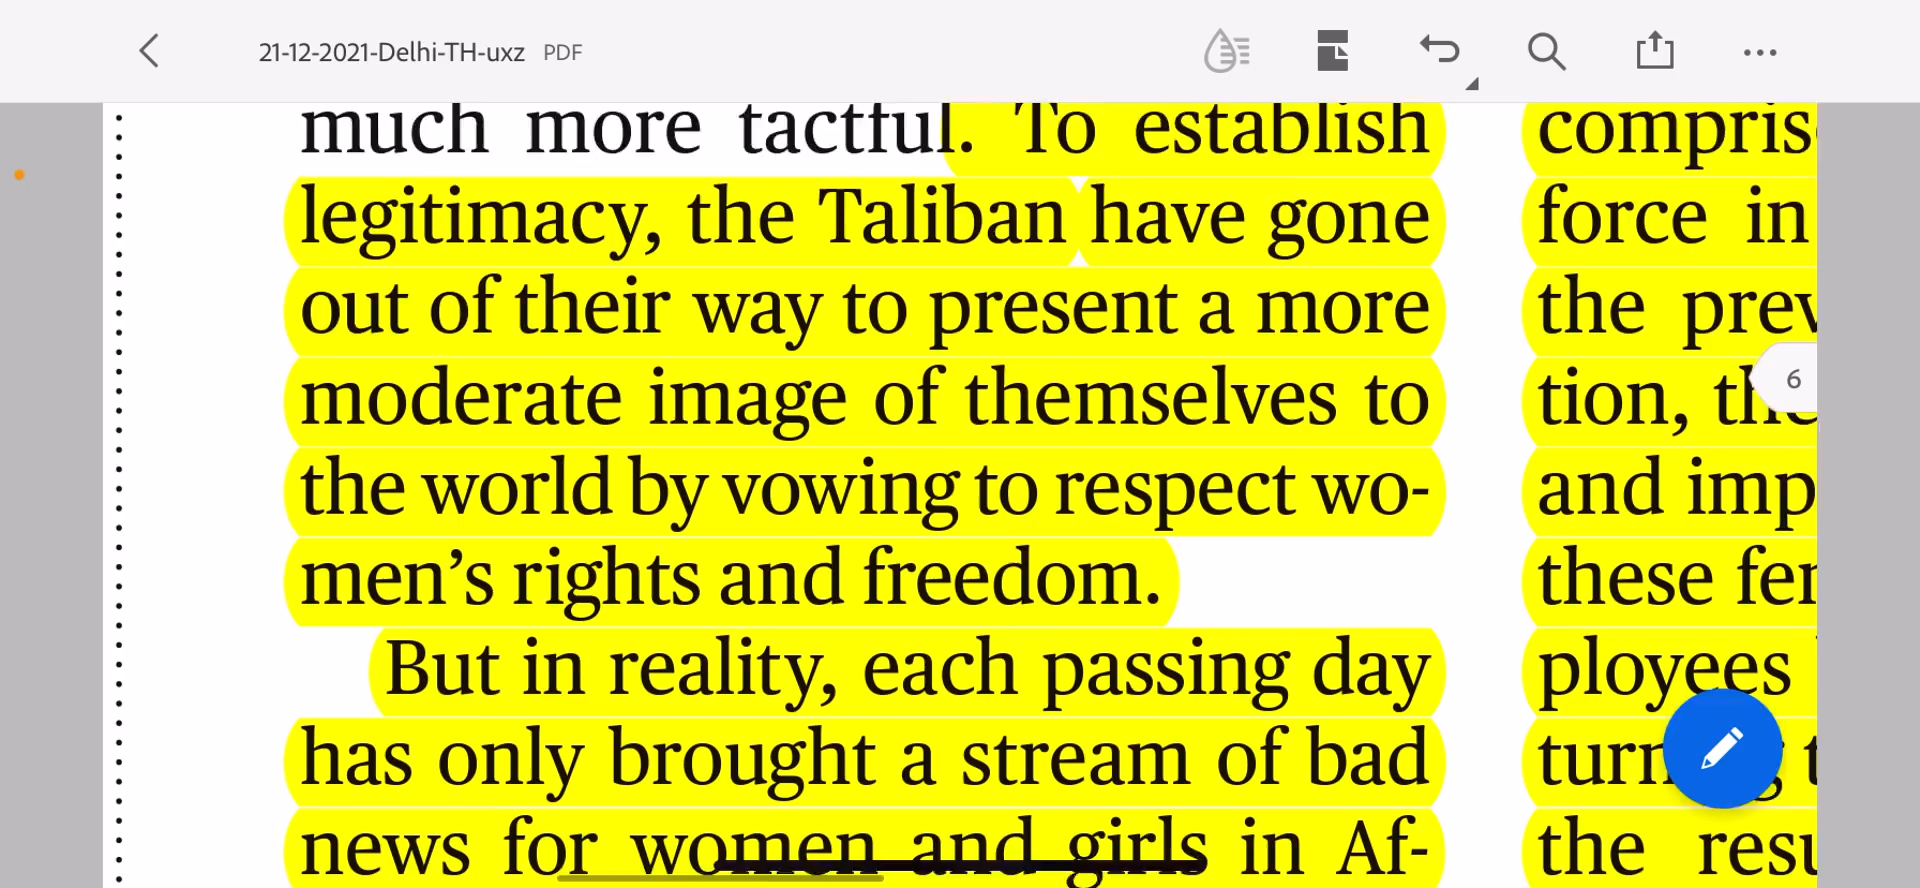 21-12-2021-Delhi-TH-uxz PDF
much more tactful. To establish
legitimacy, the Taliban have gone
out of their way to present a more
moderate image of themselves to
the world by vowing to respect wo-
men’s rights and freedom.
But in reality, each passing day
has only brought a stream of bad
news for women and girls in Af-
force in
the
tion,
and
these
ployees
the
6